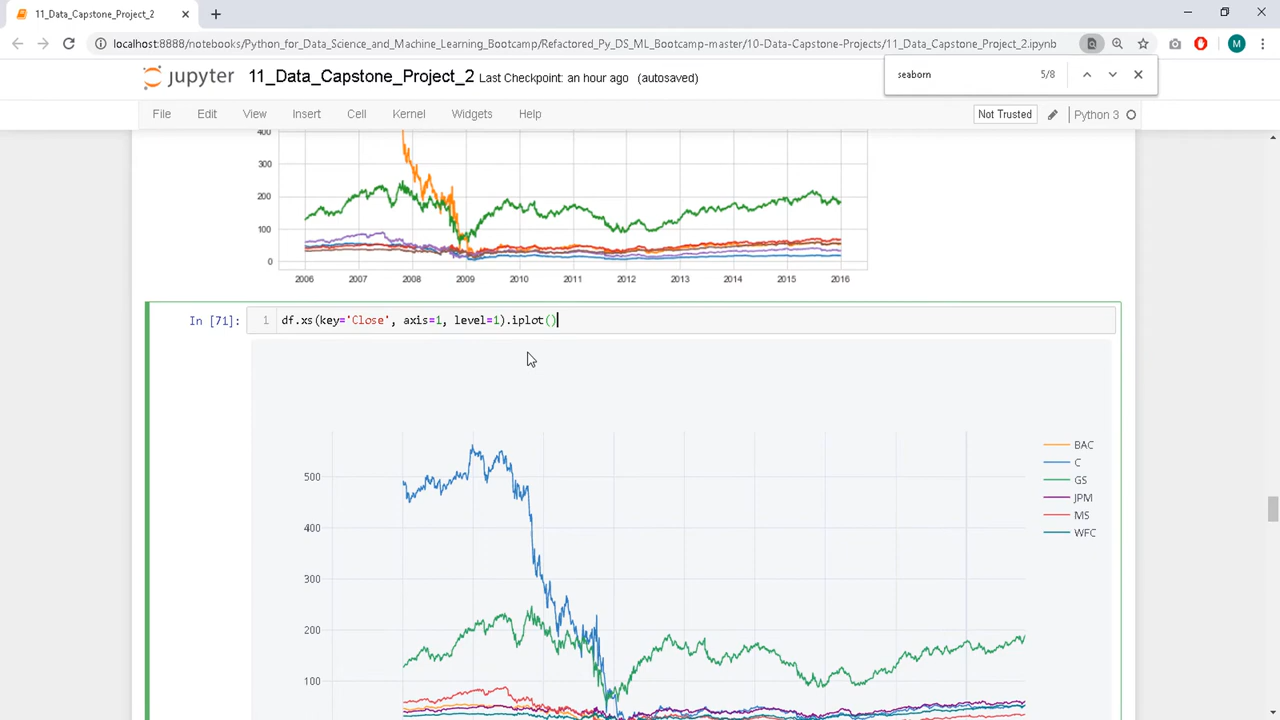 11_Data_Capstone_Project_2
localhost:8888/notebooks/Python_for_Data_Science_and_Machine_Learning_Bootcamp/Refactored_Py_DS_ML_Bootcamp-master/10-Data-Capstone-Projects/11_Data_Capstone_Project_2.ipynb
M
seaborn 5/8
jupyter 11_Data_Capstone_Project_2 Last Checkpoint: an hour ago (autosaved)
File Edit View Insert Cell Kernel Widgets Help Not Trusted Python 3
400
300
200
100
0
2006 2007 2008 2009 2010 2011 2012 2013 2014 2015 2016
In [71]: 1 df.xs(key='Close', axis=1, level=1).iplot()
BAC
C
GS
JPM
MS
WFC
500
400
300
200
100